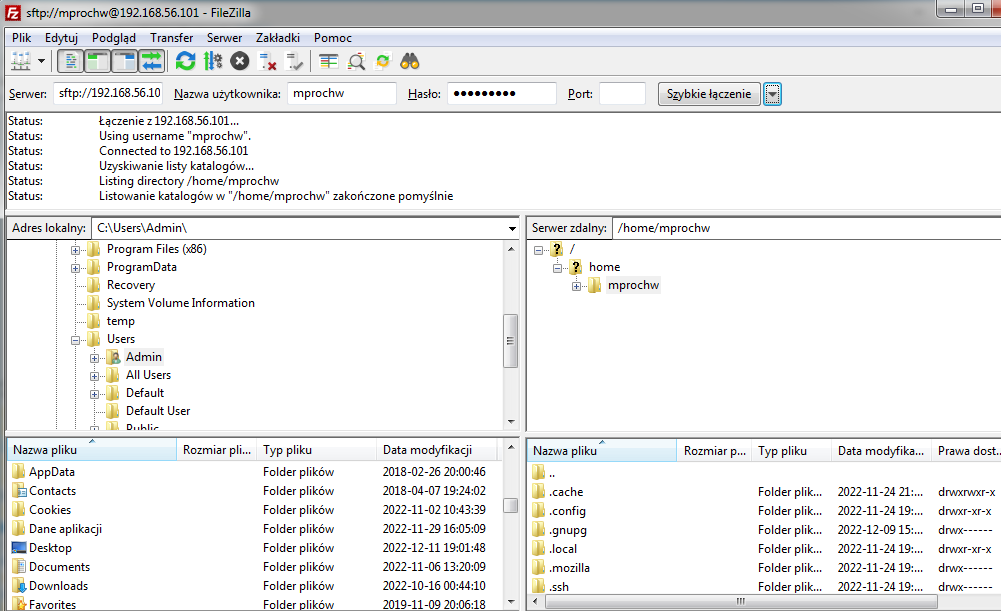 sftp://mprochw@192.168.56.101 - FileZilla
Plik Edytuj Podgląd Transfer Serwer Zakładki Pomoc
Serwer: sftp://192.168.56.10 Nazwa użytkownika: mprochw Hasło: ●●●●●●●●● Port: Szybkie łączenie
Status: Łączenie z 192.168.56.101...
Status: Using username "mprochw".
Status: Connected to 192.168.56.101
Status: Uzyskiwanie listy katalogów...
Status: Listing directory /home/mprochw
Status: Listowanie katalogów w "/home/mprochw" zakończone pomyślnie
Adres lokalny: C:\Users\Admin\
Program Files (x86)
ProgramData
Recovery
System Volume Information
temp
Users
Admin
All Users
Default
Default User
Public
Serwer zdalny: /home/mprochw
/
home
mprochw
Nazwa pliku Rozmiar pli... Typ pliku Data modyfikacji
AppData Folder plików 2018-02-26 20:00:46
Contacts Folder plików 2018-04-07 19:24:02
Cookies Folder plików 2022-11-02 10:43:39
Dane aplikacji Folder plików 2022-11-29 16:05:09
Desktop Folder plików 2022-12-11 19:01:48
Documents Folder plików 2022-11-06 13:20:09
Downloads Folder plików 2022-10-16 00:44:10
Favorites Folder plików 2019-11-09 20:06:18
Nazwa pliku Rozmiar p... Typ pliku Data modyfika... Prawa dost..
..
.cache Folder plik... 2022-11-24 21:... drwxrwxr-x
.config Folder plik... 2022-11-24 19:... drwxr-xr-x
.gnupg Folder plik... 2022-12-09 15:... drwx------
.local Folder plik... 2022-11-24 19:... drwxr-xr-x
.mozilla Folder plik... 2022-11-24 19:... drwx------
.ssh Folder plik... 2022-11-24 19:... drwx------